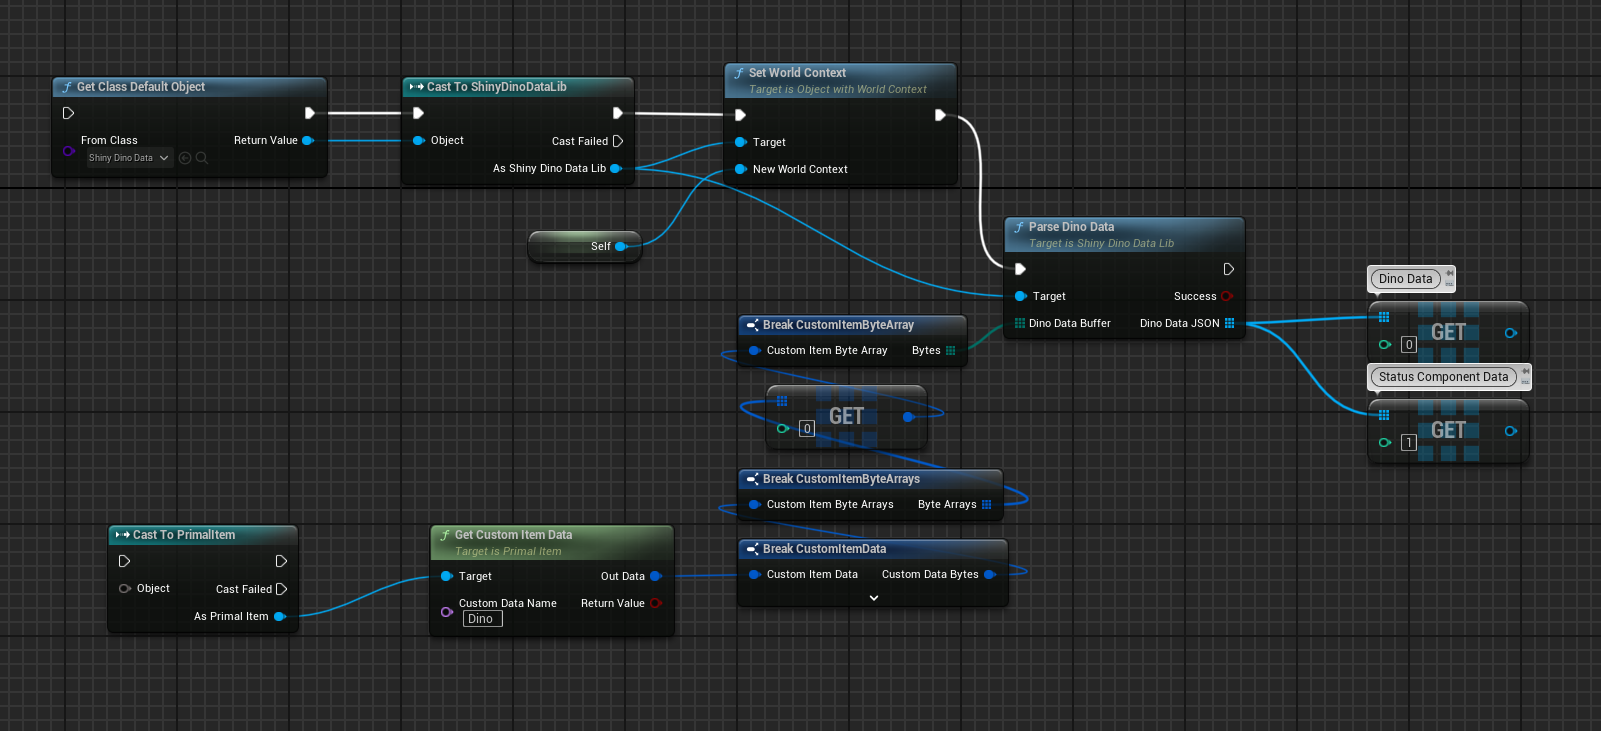 Get Class Default Object
From Class
Return Value
Shiny Dino Data
Cast To ShinyDinoDataLib
Object
Cast Failed
As Shiny Dino Data Lib
Set World Context
Target is Object with World Context
Target
New World Context
Self
Parse Dino Data
Target is Shiny Dino Data Lib
Target
Success
Dino Data Buffer
Dino Data JSON
Dino Data
GET
0
Status Component Data
GET
1
Break CustomItemByteArray
Custom Item Byte Array
Bytes
GET
0
Break CustomItemByteArrays
Custom Item Byte Arrays
Byte Arrays
Cast To PrimalItem
Object
Cast Failed
As Primal Item
Get Custom Item Data
Target is Primal Item
Target
Out Data
Custom Data Name
Return Value
Dino
Break CustomItemData
Custom Item Data
Custom Data Bytes